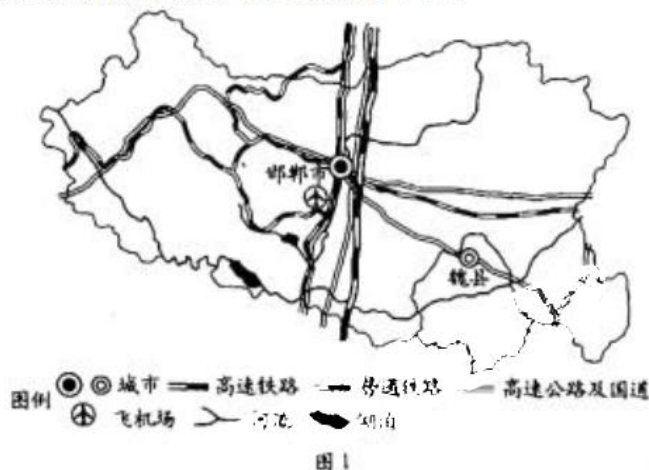 邯郸市
魏县
图例 城市 高速铁路 普通铁路 高速公路及国道
飞机场 河流 湖泊
图1